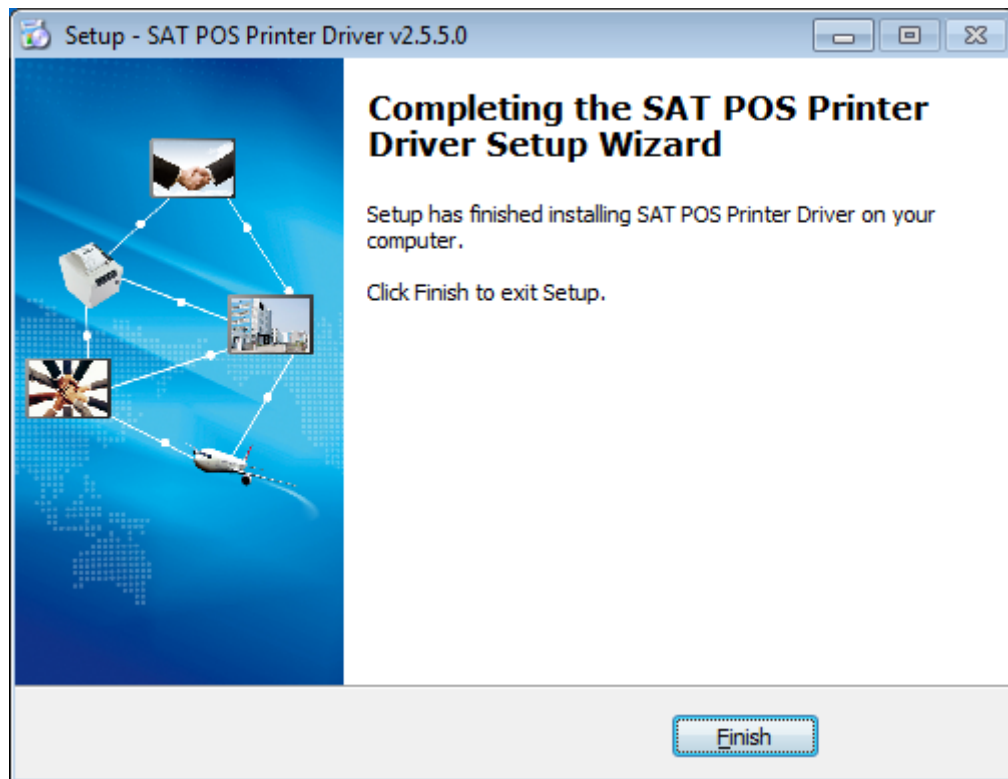 Setup - SAT POS Printer Driver v2.5.5.0
Completing the SAT POS Printer
Driver Setup Wizard
Setup has finished installing SAT POS Printer Driver on your
computer.
Click Finish to exit Setup.
Finish